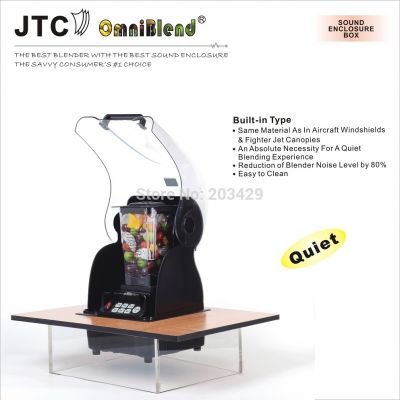 JTC OmniBlend®
THE BEST BLENDER WITH THE BEST SOUND ENCLOSURE
THE SAVVY CONSUMER'S #1 CHOICE
SOUND
ENCLOSURE
BOX
Built-in Type
• Same Material As In Aircraft Windshields
& Fighter Jet Canopies
• An Absolute Necessity For A Quiet
Blending Experience
• Reduction of Blender Noise Level by 80%
• Easy to Clean
Store No: 203429
Quiet